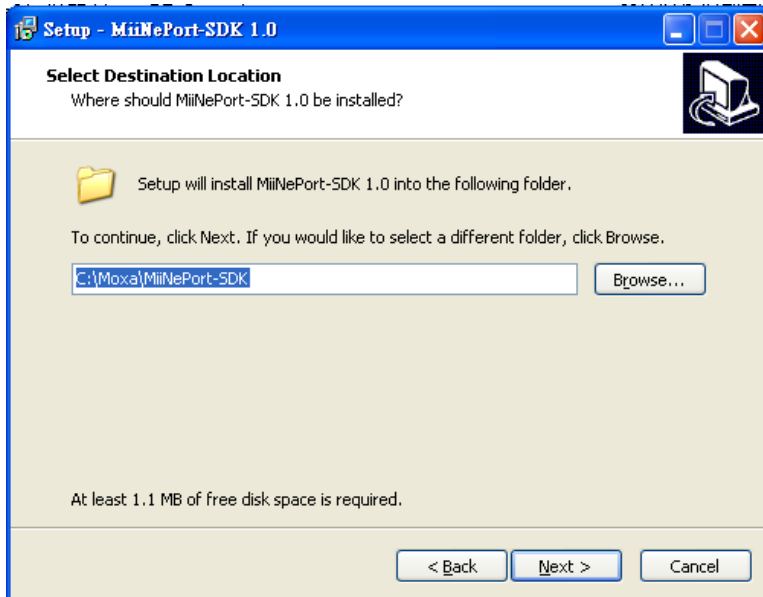 Setup - MiiNePort-SDK 1.0
Select Destination Location
Where should MiiNePort-SDK 1.0 be installed?
Setup will install MiiNePort-SDK 1.0 into the following folder.
To continue, click Next. If you would like to select a different folder, click Browse.
C:\Moxa\MiiNePort-SDK
Browse...
At least 1.1 MB of free disk space is required.
< Back
Next >
Cancel